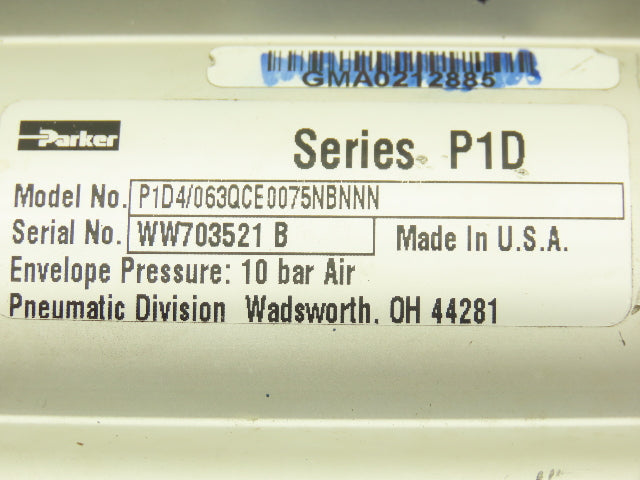 GMA0212885
Parker
Series P1D
Model No. P1D4/063QCE0075NBNNN
Serial No. WW703521 B
Made In U.S.A.
Envelope Pressure: 10 bar Air
Pneumatic Division Wadsworth, OH 44281